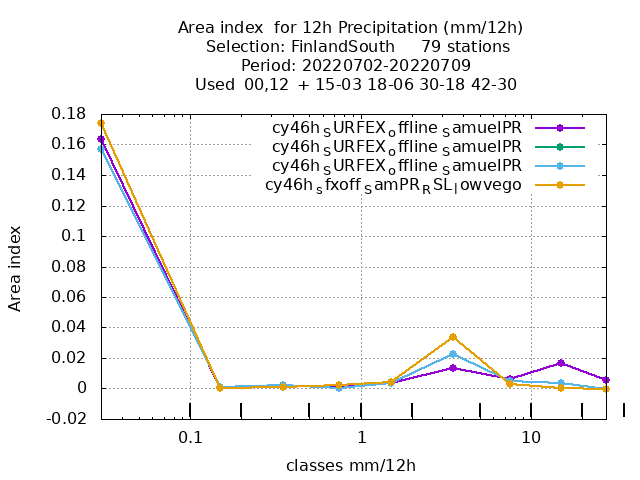 Area index  for 12h Precipitation (mm/12h)
Selection: FinlandSouth     79 stations
Period: 20220702-20220709
Used  00,12  + 15-03 18-06 30-18 42-30
0.18
0.16
0.14
0.12
0.1
0.08
0.06
0.04
0.02
0
-0.02
Area index
cy46h_SURFEX_offline_SamuelPR
cy46h_SURFEX_offline_SamuelPR
cy46h_SURFEX_offline_SamuelPR
cy46h_sfxoff_SamPR_RSL_lowvego
0.1 1 10
classes mm/12h